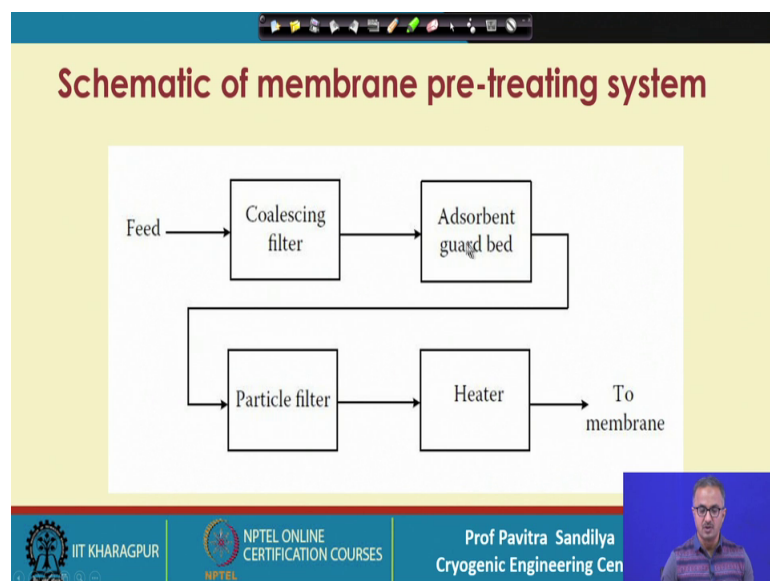 Schematic of membrane pre-treating system
Feed
Coalescing
filter
Adsorbent
guard bed
Particle filter
Heater
To
membrane
IIT KHARAGPUR
NPTEL
NPTEL ONLINE
CERTIFICATION COURSES
Prof Pavitra Sandilya
Cryogenic Engineering Cen